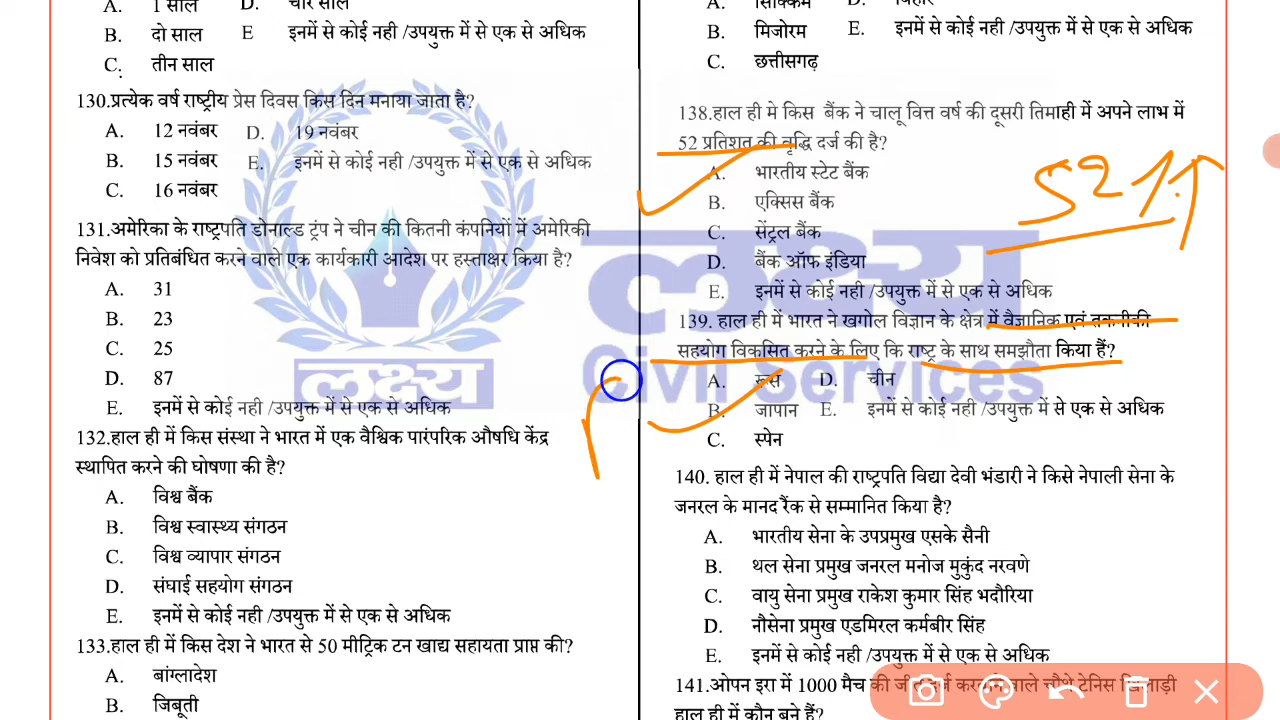 A. 1 साल D. चार साल
B. दो साल E इनमें से कोई नही /उपयुक्त में से एक से अधिक
C. तीन साल
130.प्रत्येक वर्ष राष्ट्रीय प्रेस दिवस किस दिन मनाया जाता है?
A. 12 नवंबर D. 19 नवंबर
B. 15 नवंबर E. इनमें से कोई नही /उपयुक्त में से एक से अधिक
C. 16 नवंबर
131.अमेरिका के राष्ट्रपति डोनाल्ड ट्रंप ने चीन की कितनी कंपनियों में अमेरिकी
निवेश को प्रतिबंधित करने वाले एक कार्यकारी आदेश पर हस्ताक्षर किया है?
A. 31
B. 23
C. 25
D. 87
E. इनमें से कोई नही /उपयुक्त में से एक से अधिक
132.हाल ही में किस संस्था ने भारत में एक वैश्विक पारंपरिक औषधि केंद्र
स्थापित करने की घोषणा की है?
A. विश्व बैंक
B. विश्व स्वास्थ्य संगठन
C. विश्व व्यापार संगठन
D. संघाई सहयोग संगठन
E. इनमें से कोई नही /उपयुक्त में से एक से अधिक
133.हाल ही में किस देश ने भारत से 50 मीट्रिक टन खाद्य सहायता प्राप्त की?
A. बांग्लादेश
B. जिबूती
A. सिक्किम D. बिहार
B. मिजोरम E. इनमें से कोई नही /उपयुक्त में से एक से अधिक
C. छत्तीसगढ़
138.हाल ही मे किस बैंक ने चालू वित्त वर्ष की दूसरी तिमाही में अपने लाभ में
52 प्रतिशत की वृद्धि दर्ज की है?
A. भारतीय स्टेट बैंक
B. एक्सिस बैंक
C. सेंट्रल बैंक
D. बैंक ऑफ इंडिया
E. इनमें से कोई नही /उपयुक्त में से एक से अधिक
52%↑
139. हाल ही में भारत ने खगोल विज्ञान के क्षेत्र में वैज्ञानिक एवं तकनीकी
सहयोग विकसित करने के लिए कि राष्ट्र के साथ समझौता किया हैं?
A. रूस D. चीन
B. जापान E. इनमें से कोई नही /उपयुक्त में से एक से अधिक
C. स्पेन
140. हाल ही में नेपाल की राष्ट्रपति विद्या देवी भंडारी ने किसे नेपाली सेना के
जनरल के मानद रैंक से सम्मानित किया है?
A. भारतीय सेना के उपप्रमुख एसके सैनी
B. थल सेना प्रमुख जनरल मनोज मुकुंद नरवणे
C. वायु सेना प्रमुख राकेश कुमार सिंह भदौरिया
D. नौसेना प्रमुख एडमिरल कर्मबीर सिंह
E. इनमें से कोई नही /उपयुक्त में से एक से अधिक
141.ओपन इरा में 1000 मैच की जीत दर्ज वाले चौथे टेनिस खिलाड़ी
हाल ही में कौन बने हैं?
लक्ष्य
लक्ष्य
Civil Services